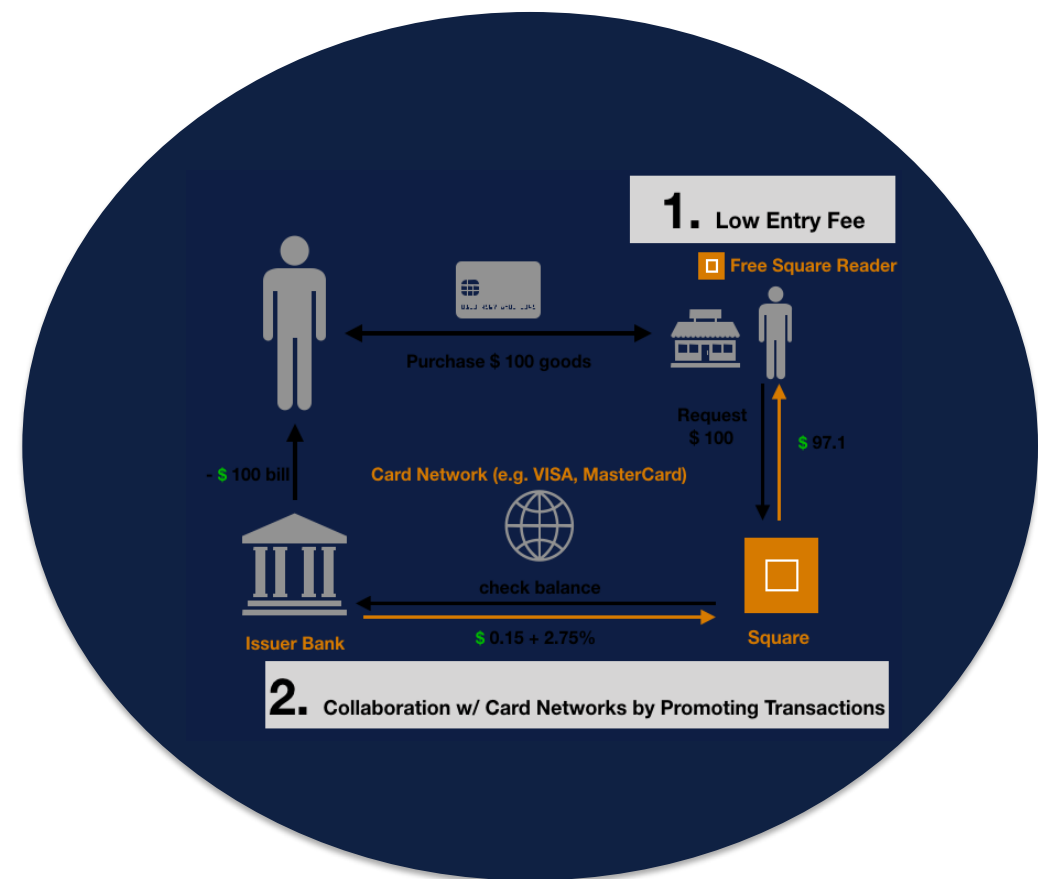 1. Low Entry Fee
Free Square Reader
Purchase $ 100 goods
Request
$ 100
$ 97.1
- $ 100 bill
Card Network (e.g. VISA, MasterCard)
check balance
$ 0.15 + 2.75%
Issuer Bank
Square
2. Collaboration w/ Card Networks by Promoting Transactions